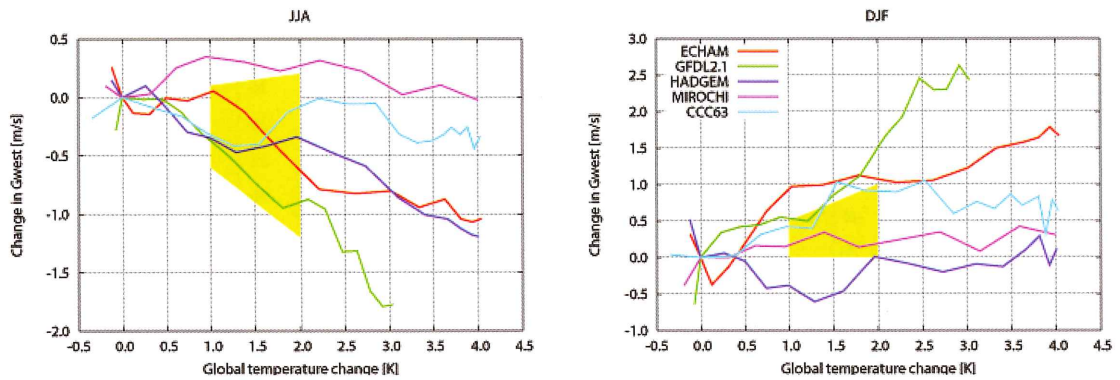 JJA
0.5
0.0
-0.5
-1.0
-1.5
-2.0
Change in Gwest [m/s]
-0.5 0.0 0.5 1.0 1.5 2.0 2.5 3.0 3.5 4.0 4.5
Global temperature change [K]
DJF
3.0
2.5
2.0
1.5
1.0
0.5
0.0
-0.5
-1.0
Change in Gwest [m/s]
ECHAM
GFDL2.1
HADGEM
MIROCHI
CCC63
-0.5 0.0 0.5 1.0 1.5 2.0 2.5 3.0 3.5 4.0 4.5
Global temperature change [K]